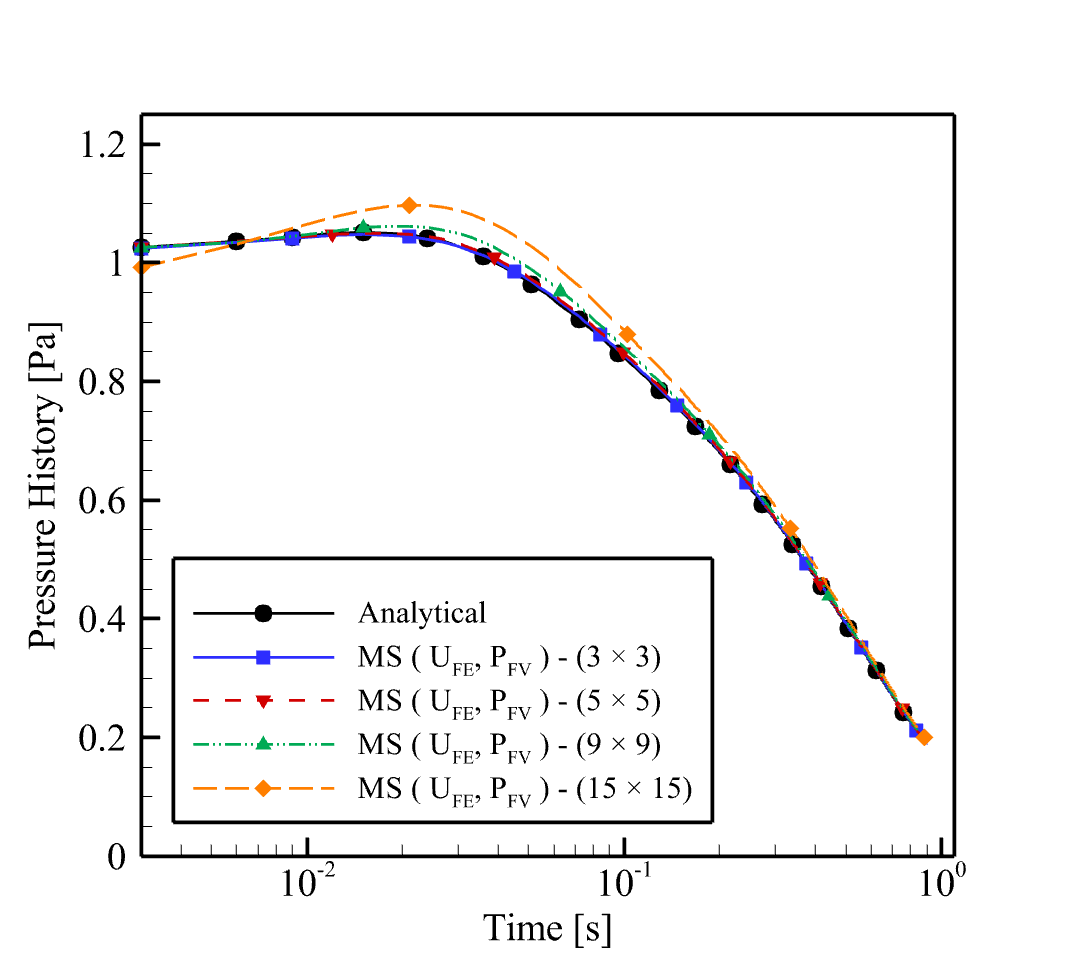 1.2
1
0.8
0.6
0.4
0.2
0
Pressure History [Pa]
Analytical
MS ( U_FE, P_FV ) - (3 × 3)
MS ( U_FE, P_FV ) - (5 × 5)
MS ( U_FE, P_FV ) - (9 × 9)
MS ( U_FE, P_FV ) - (15 × 15)
10^-2 10^-1 10^0
Time [s]